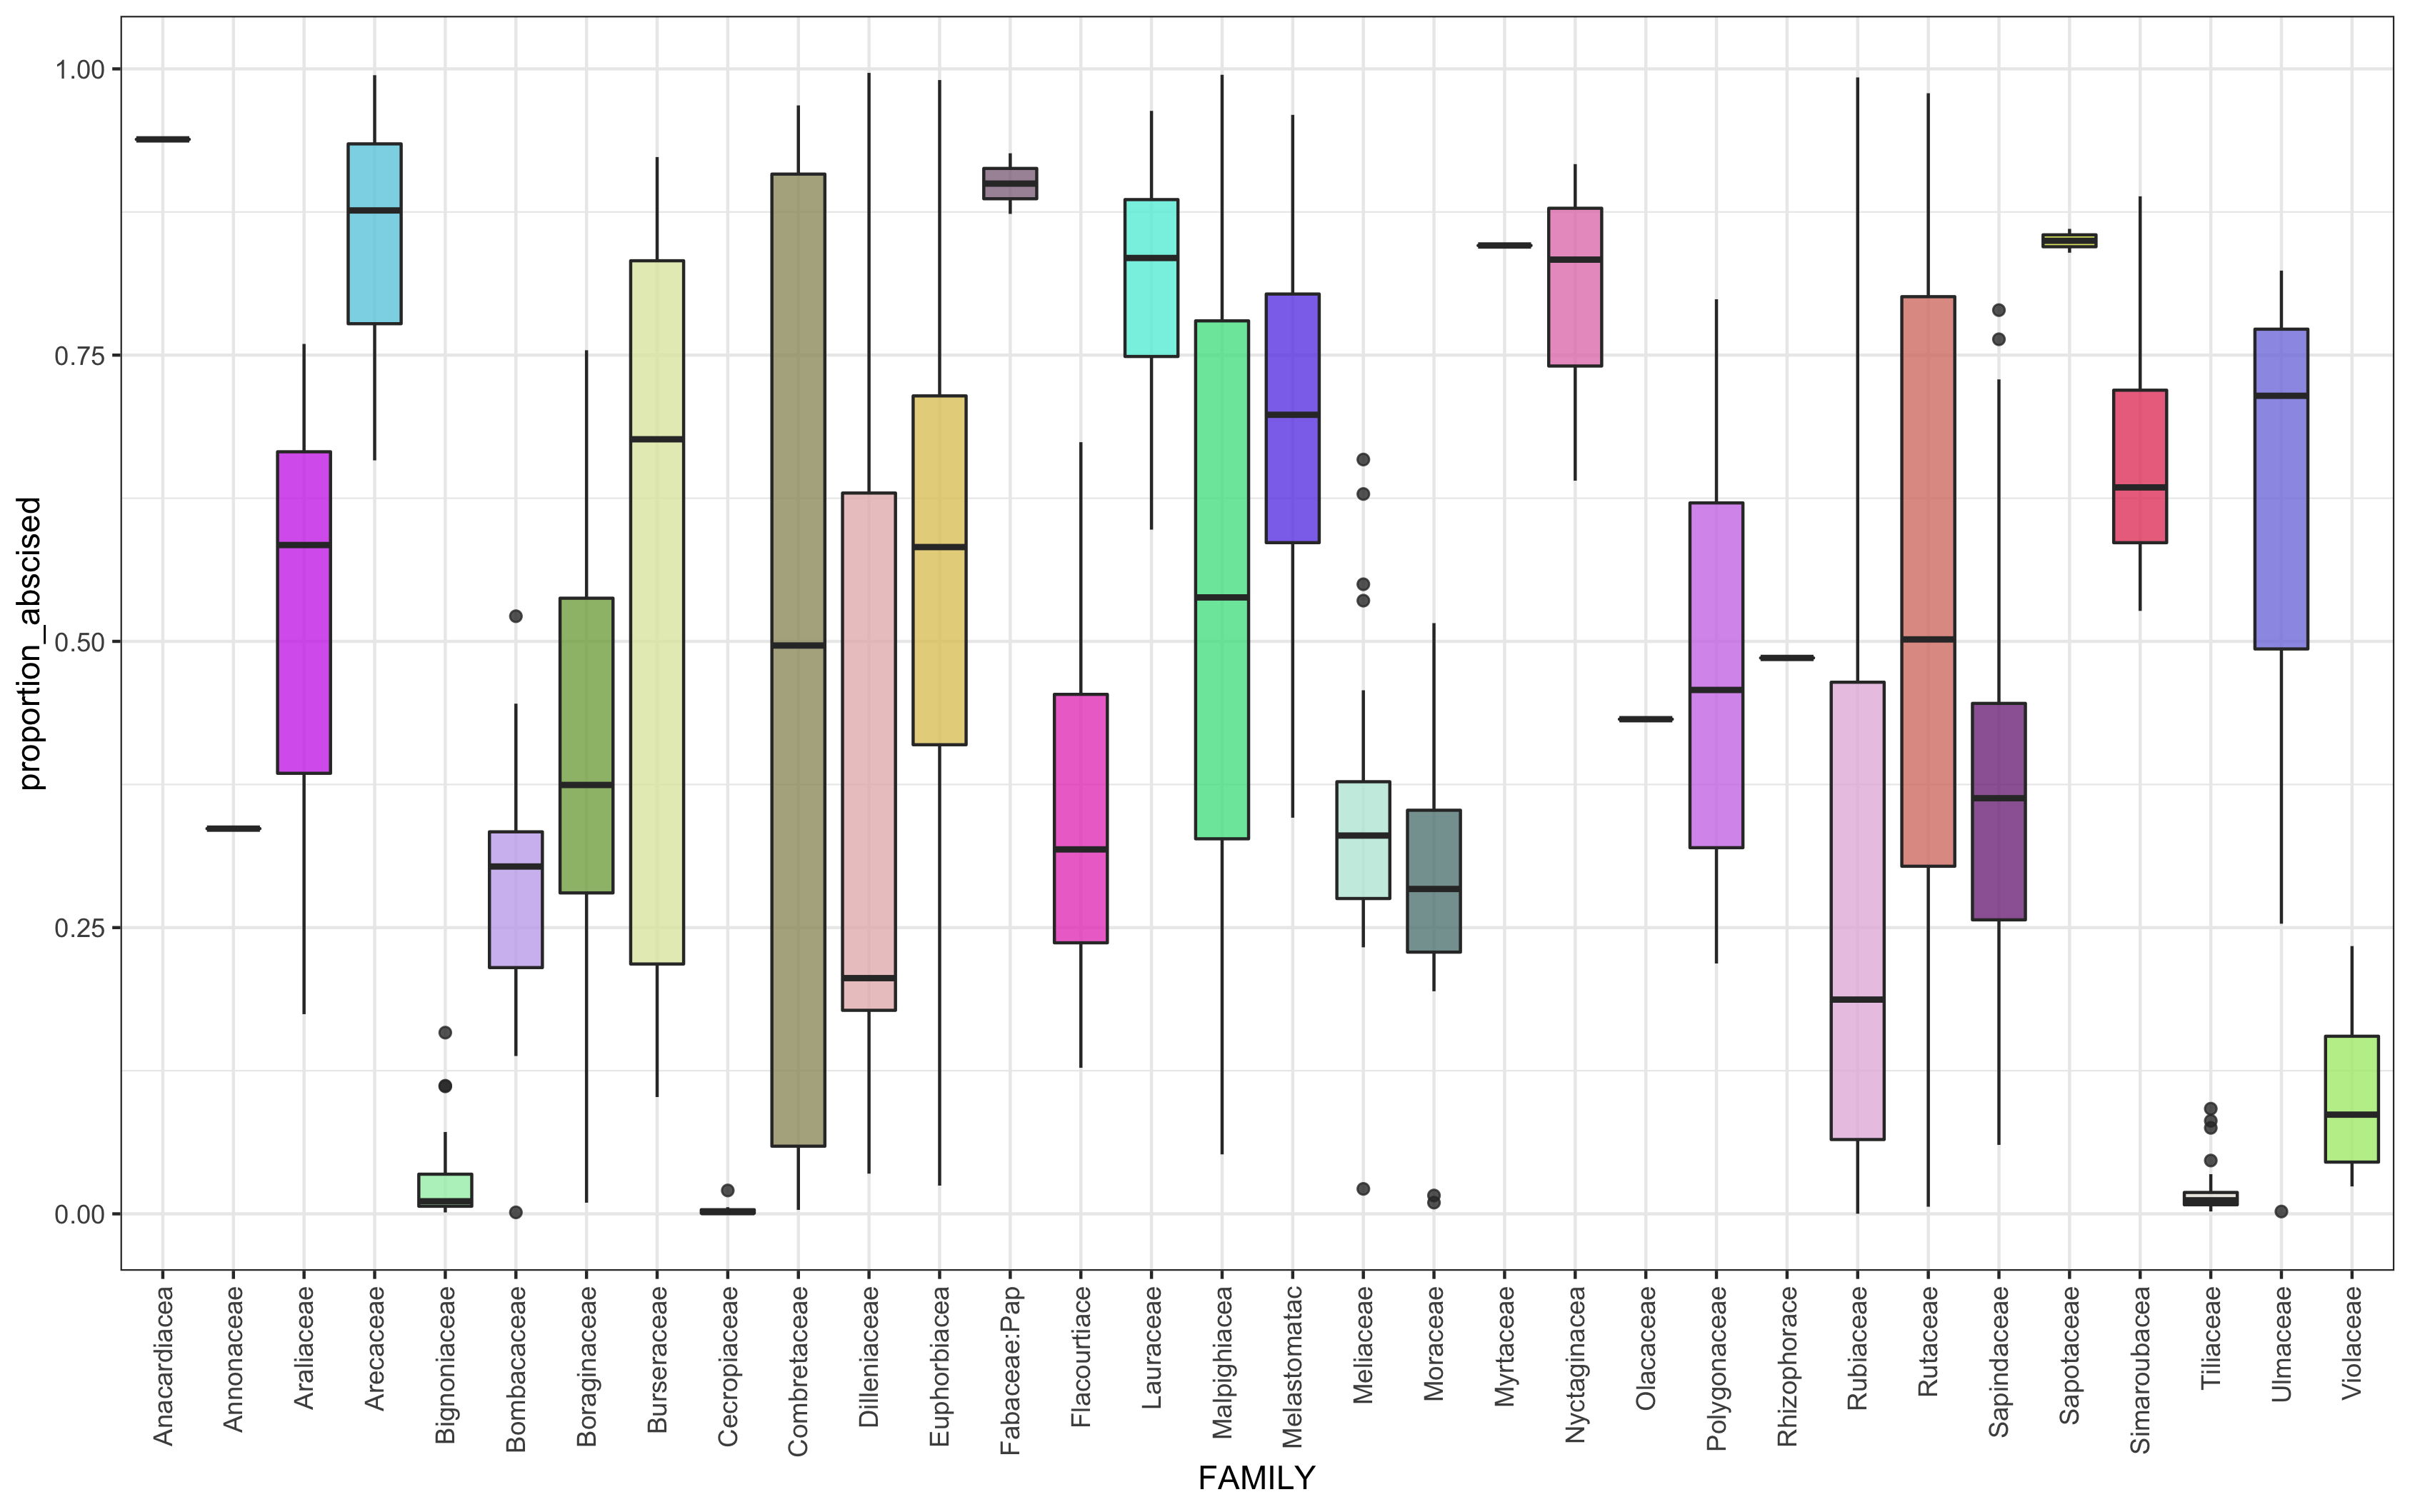 proportion_abscised
1.00
0.75
0.50
0.25
0.00
Anacardiacea
Annonaceae
Araliaceae
Arecaceae
Bignoniaceae
Bombacaceae
Boraginaceae
Burseraceae
Cecropiaceae
Combretaceae
Dilleniaceae
Euphorbiacea
Fabaceae:Pap
Flacourtiace
Lauraceae
Malpighiacea
Melastomatac
Meliaceae
Moraceae
Myrtaceae
Nyctaginacea
Olacaceae
Polygonaceae
Rhizophorace
Rubiaceae
Rutaceae
Sapindaceae
Sapotaceae
Simaroubacea
Tiliaceae
Ulmaceae
Violaceae
FAMILY